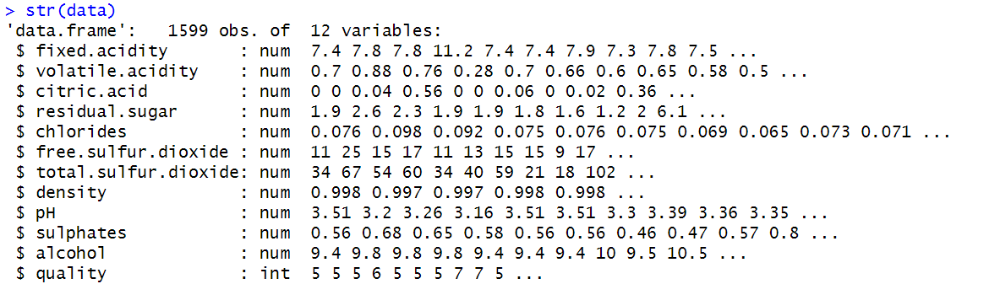 > str(data)
'data.frame':   1599 obs. of  12 variables:
 $ fixed.acidity       : num  7.4 7.8 7.8 11.2 7.4 7.4 7.9 7.3 7.8 7.5 ...
 $ volatile.acidity    : num  0.7 0.88 0.76 0.28 0.7 0.66 0.6 0.65 0.58 0.5 ...
 $ citric.acid         : num  0 0 0.04 0.56 0 0 0.06 0 0.02 0.36 ...
 $ residual.sugar      : num  1.9 2.6 2.3 1.9 1.9 1.8 1.6 1.2 2 6.1 ...
 $ chlorides           : num  0.076 0.098 0.092 0.075 0.076 0.075 0.069 0.065 0.073 0.071 ...
 $ free.sulfur.dioxide : num  11 25 15 17 11 13 15 15 9 17 ...
 $ total.sulfur.dioxide: num  34 67 54 60 34 40 59 21 18 102 ...
 $ density             : num  0.998 0.997 0.997 0.998 0.998 ...
 $ pH                  : num  3.51 3.2 3.26 3.16 3.51 3.51 3.3 3.39 3.36 3.35 ...
 $ sulphates           : num  0.56 0.68 0.65 0.58 0.56 0.56 0.46 0.47 0.57 0.8 ...
 $ alcohol             : num  9.4 9.8 9.8 9.8 9.4 9.4 9.4 10 9.5 10.5 ...
 $ quality             : int  5 5 5 6 5 5 5 7 7 5 ...